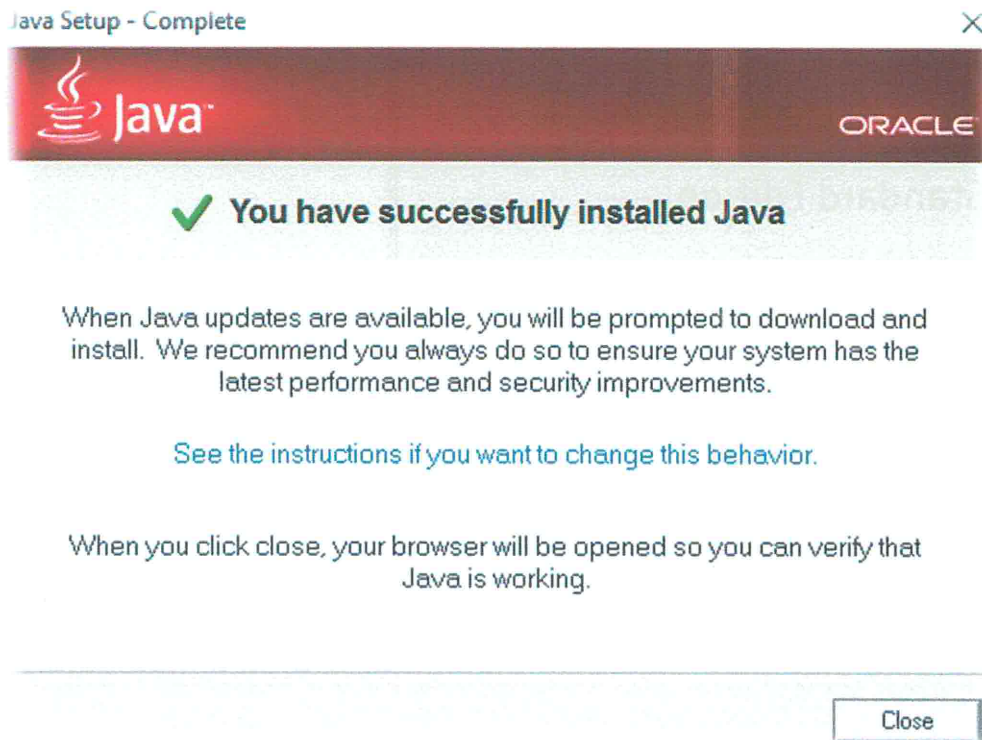 Java Setup - Complete
Java™
ORACLE
You have successfully installed Java
When Java updates are available, you will be prompted to download and
install. We recommend you always do so to ensure your system has the
latest performance and security improvements.
See the instructions if you want to change this behavior.
When you click close, your browser will be opened so you can verify that
Java is working.
Close